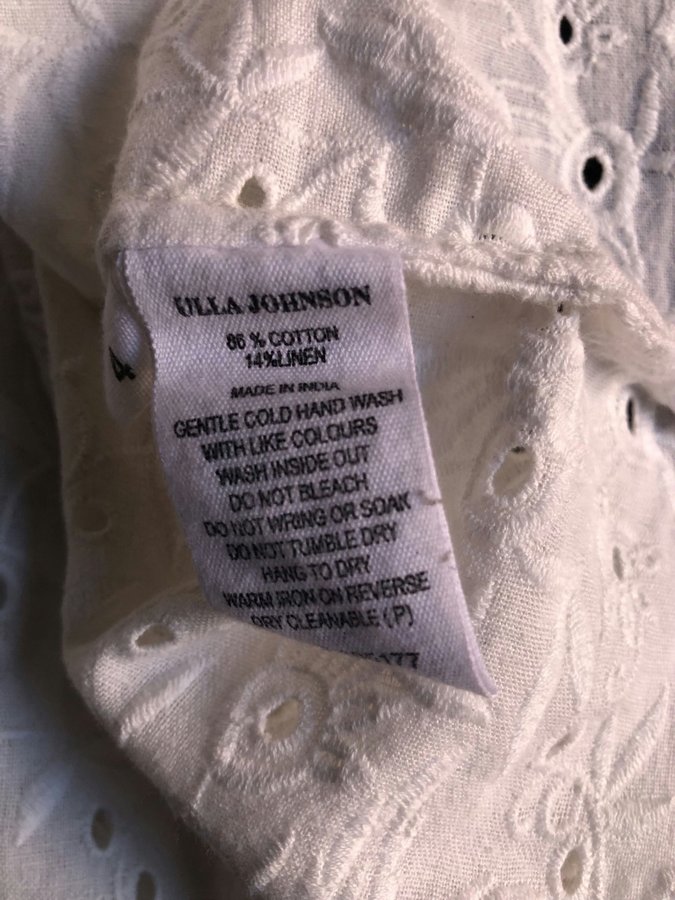 ULLA JOHNSON
86 % COTTON
14%LINEN
MADE IN INDIA
GENTLE COLD HAND WASH
WITH LIKE COLOURS
WASH INSIDE OUT
DO NOT BLEACH
DO NOT WRING OR SOAK
DO NOT TUMBLE DRY
HANG TO DRY
WARM IRON ON REVERSE
DRY CLEANABLE ( P)
4